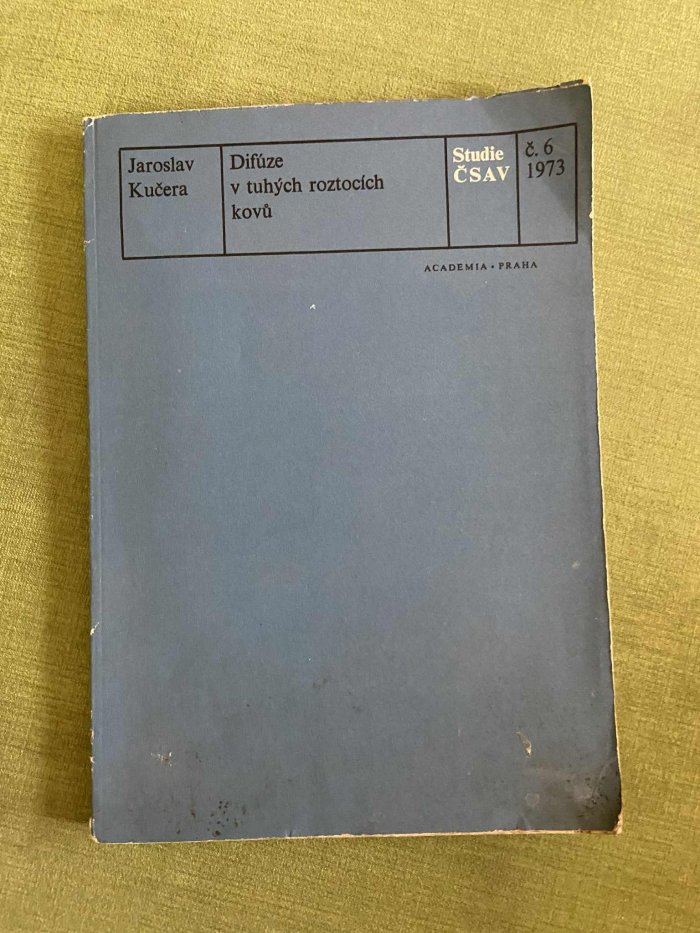 Jaroslav
Kučera
Difúze
v tuhých roztocích
kovů
Studie
ČSAV
č. 6
1973
ACADEMIA • PRAHA